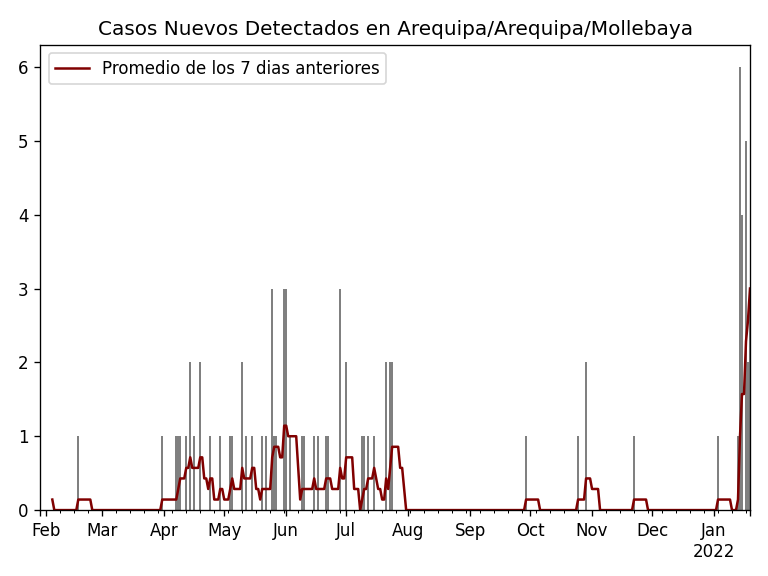 Casos Nuevos Detectados en Arequipa/Arequipa/Mollebaya
Promedio de los 7 dias anteriores
6
5
4
3
2
1
0
Feb Mar Apr May Jun Jul Aug Sep Oct Nov Dec Jan
2022